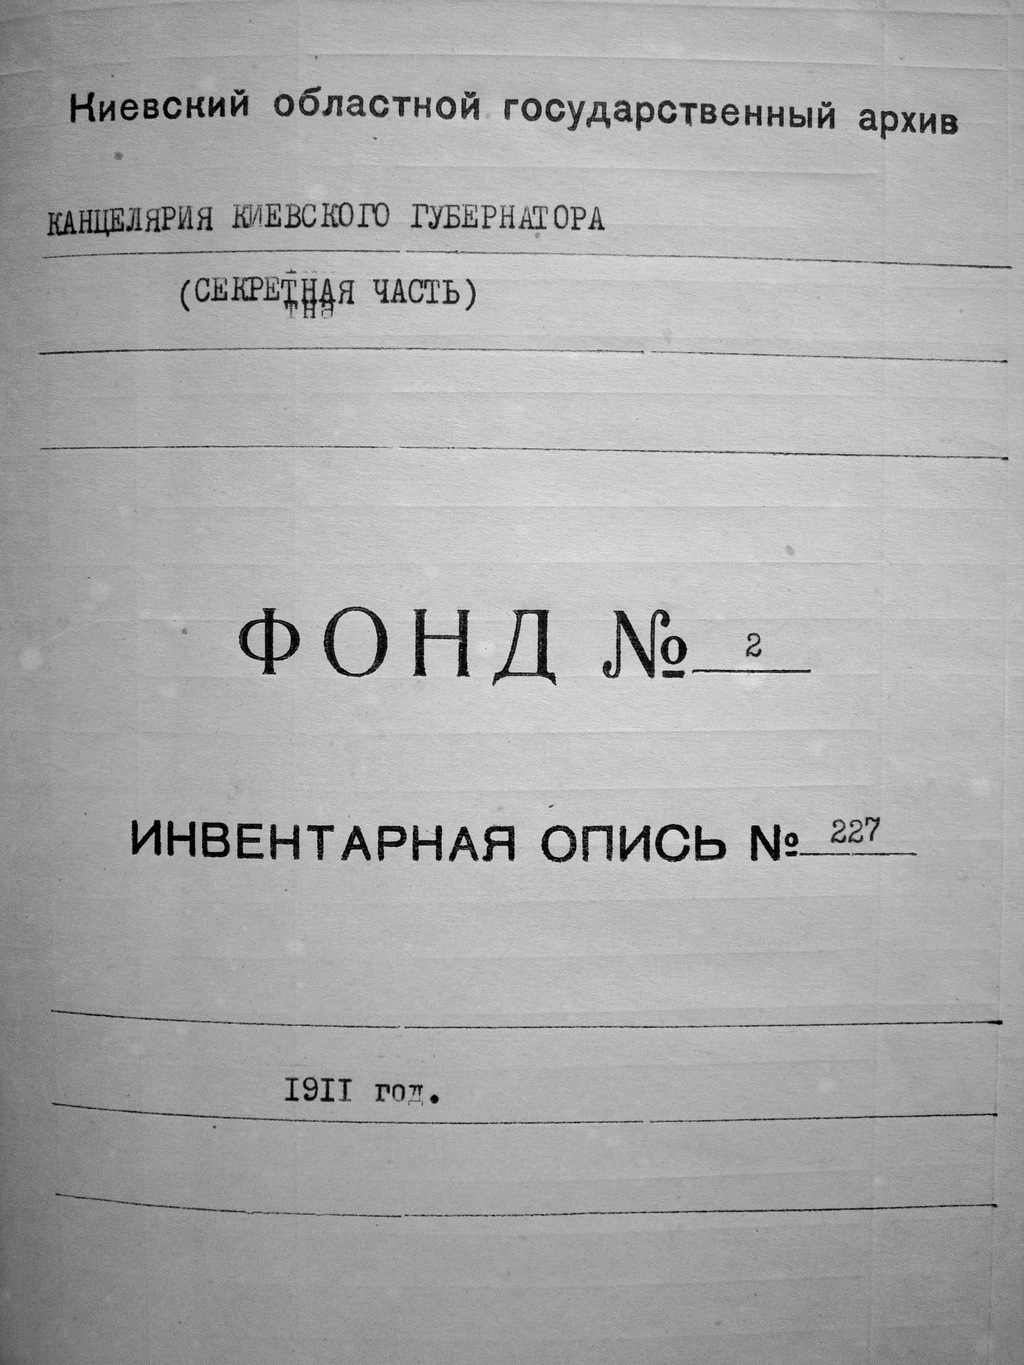 Киевский областной государственный архив
КАНЦЕЛЯРИЯ КИЕВСКОГО ГУБЕРНАТОРА
(СЕКРЕТНАЯ ЧАСТЬ)
ФОНД № 2
ИНВЕНТАРНАЯ ОПИСЬ № 227
1911 год.